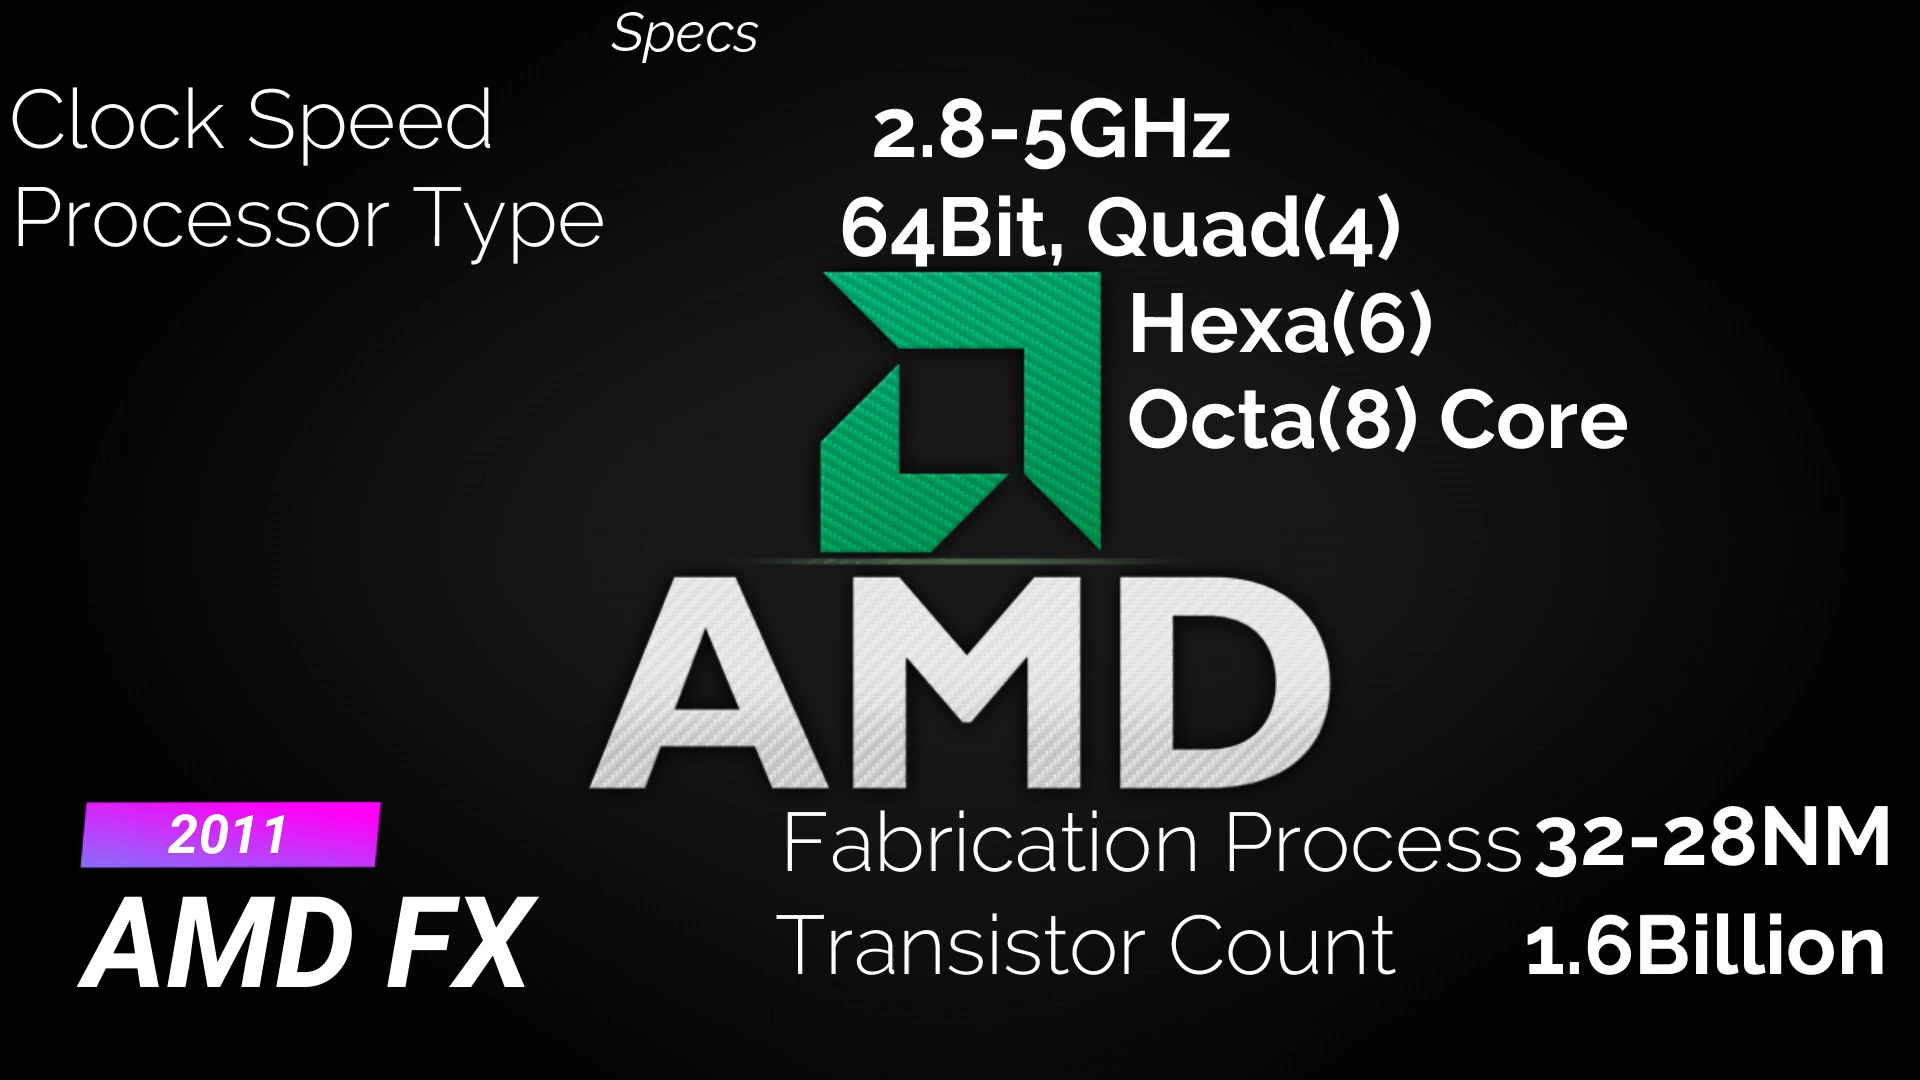 Specs
Clock Speed 2.8-5GHz
Processor Type 64Bit, Quad(4)
Hexa(6)
Octa(8) Core
AMD
2011
AMD FX
Fabrication Process 32-28NM
Transistor Count 1.6Billion